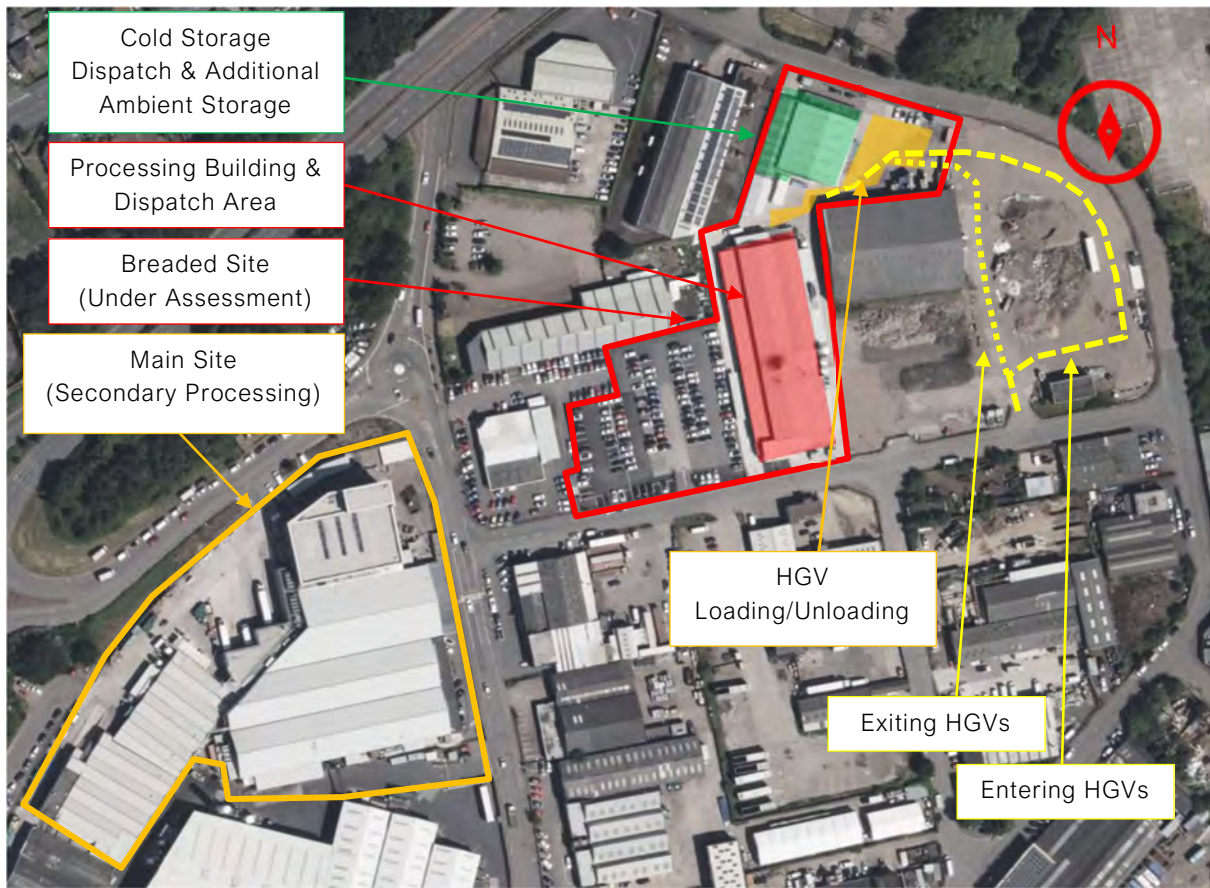 Cold Storage
Dispatch & Additional
Ambient Storage
N
Processing Building &
Dispatch Area
Breaded Site
(Under Assessment)
Main Site
(Secondary Processing)
HGV
Loading/Unloading
Exiting HGVs
Entering HGVs